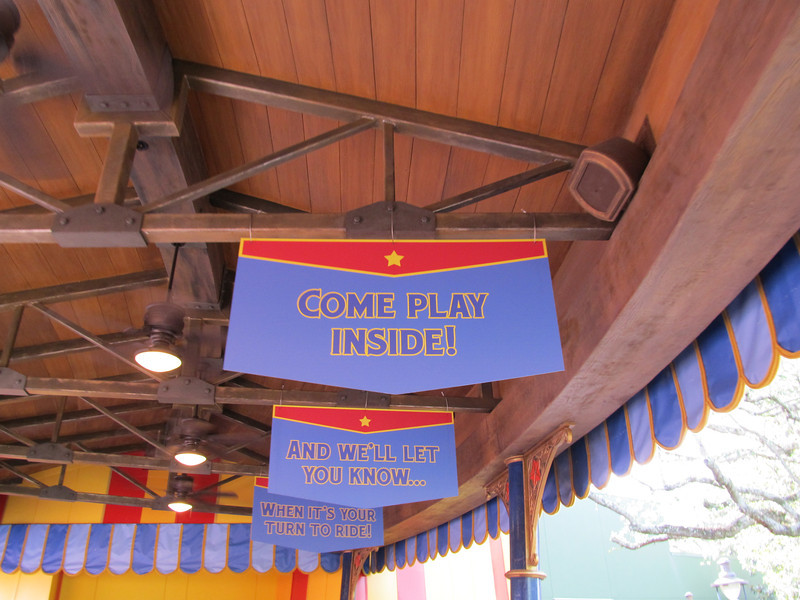 COME PLAY
INSIDE!
AND WE'LL LET
YOU KNOW...
WHEN IT'S YOUR
TURN TO RIDE!